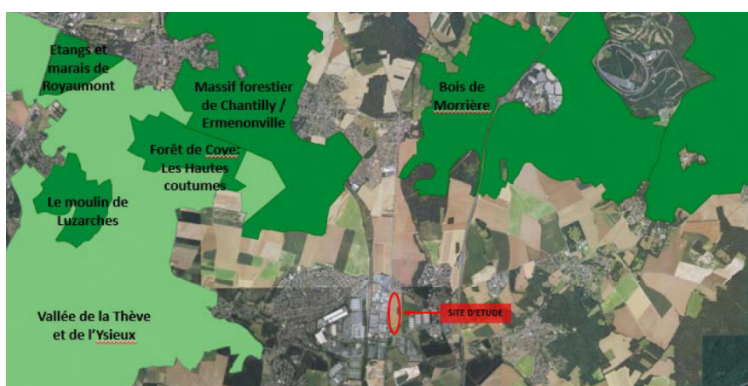 Etangs et
marais de
Royaumont
Massif forestier
de Chantilly /
Ermenonville
Bois de
Morrière
Forêt de Cove:
Les Hautes
coutumes
Le moulin de
Luzarches
Vallée de la Thève
et de l'Ysieux
SITE D'ETUDE